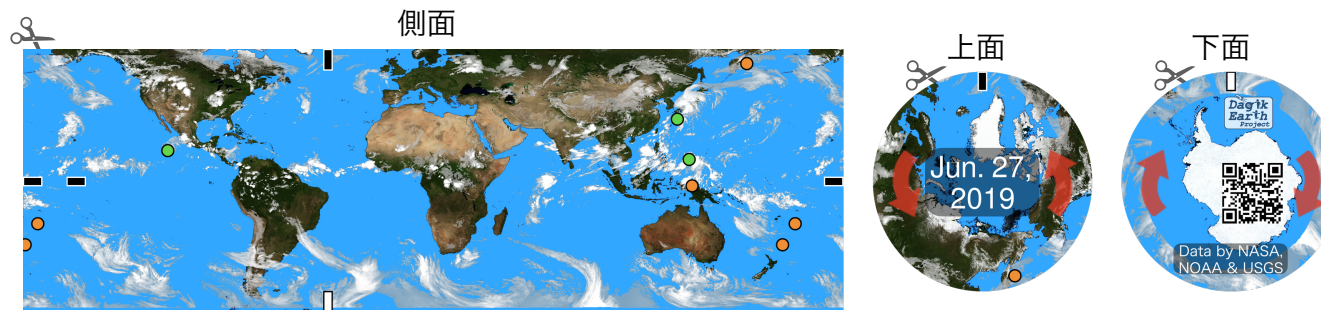 側面
上面
下面
Jun. 27,
2019
Dagik
Earth
Project
Data by NASA,
NOAA & USGS